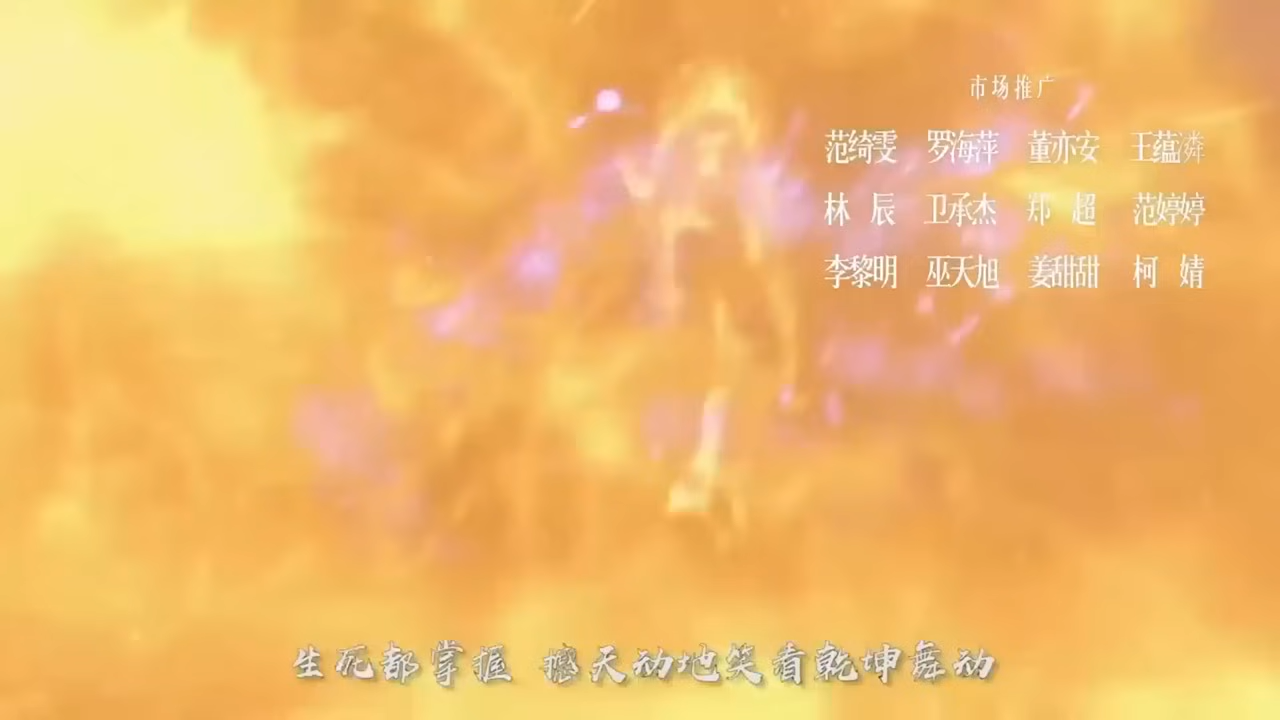 市场推广
范绮雯 罗海萍 董亦安 王蕴潾
林辰 卫承杰 郑超 范婷婷
李黎明 巫天旭 姜甜甜 柯婧
生死都掌握 撼天动地笑看乾坤舞动